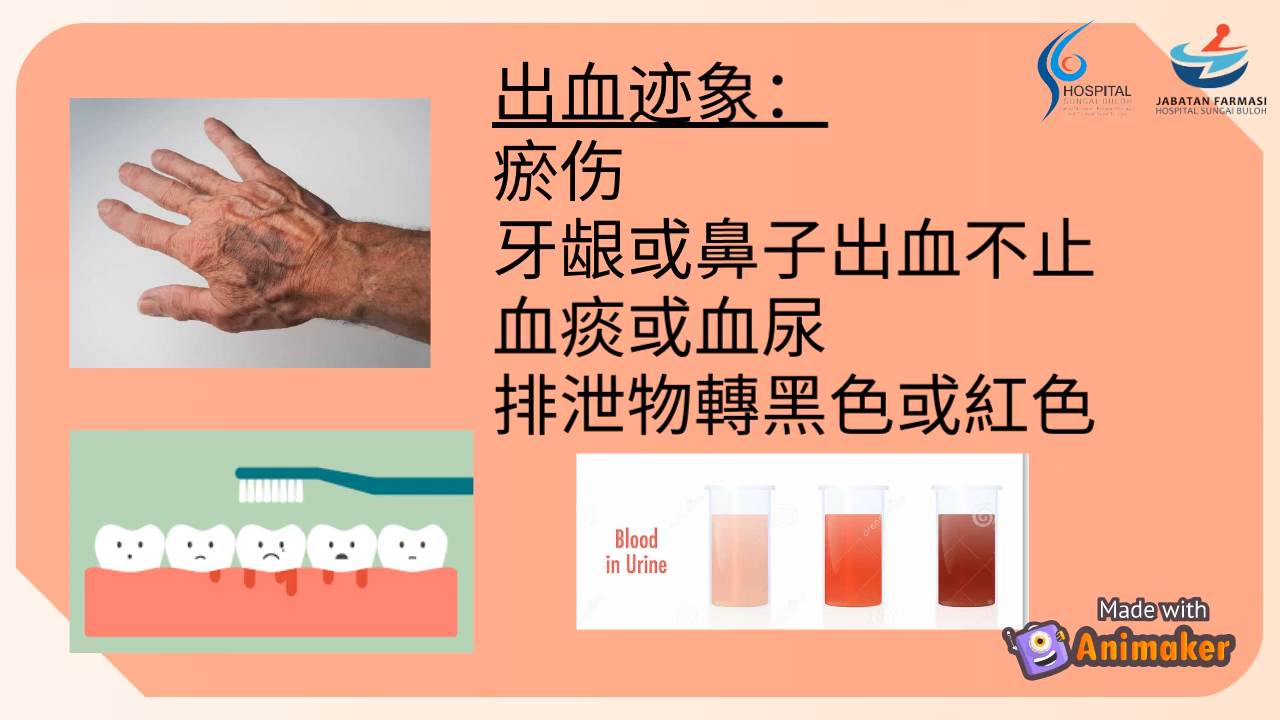 出血迹象：
瘀伤
牙龈或鼻子出血不止
血痰或血尿
排泄物轉黑色或紅色
HOSPITAL
SUNGAI BULOH
JABATAN FARMASI
HOSPITAL SUNGAI BULOH
Blood
in Urine
Made with
Animaker